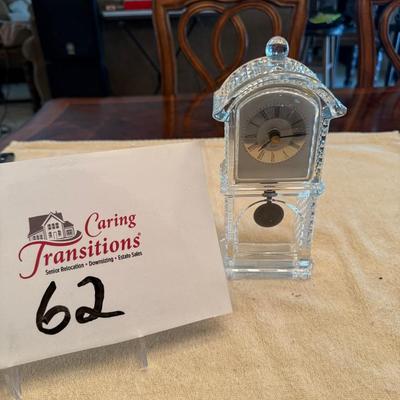 Caring
Transitions®
Senior Relocation • Downsizing • Estate Sales
62